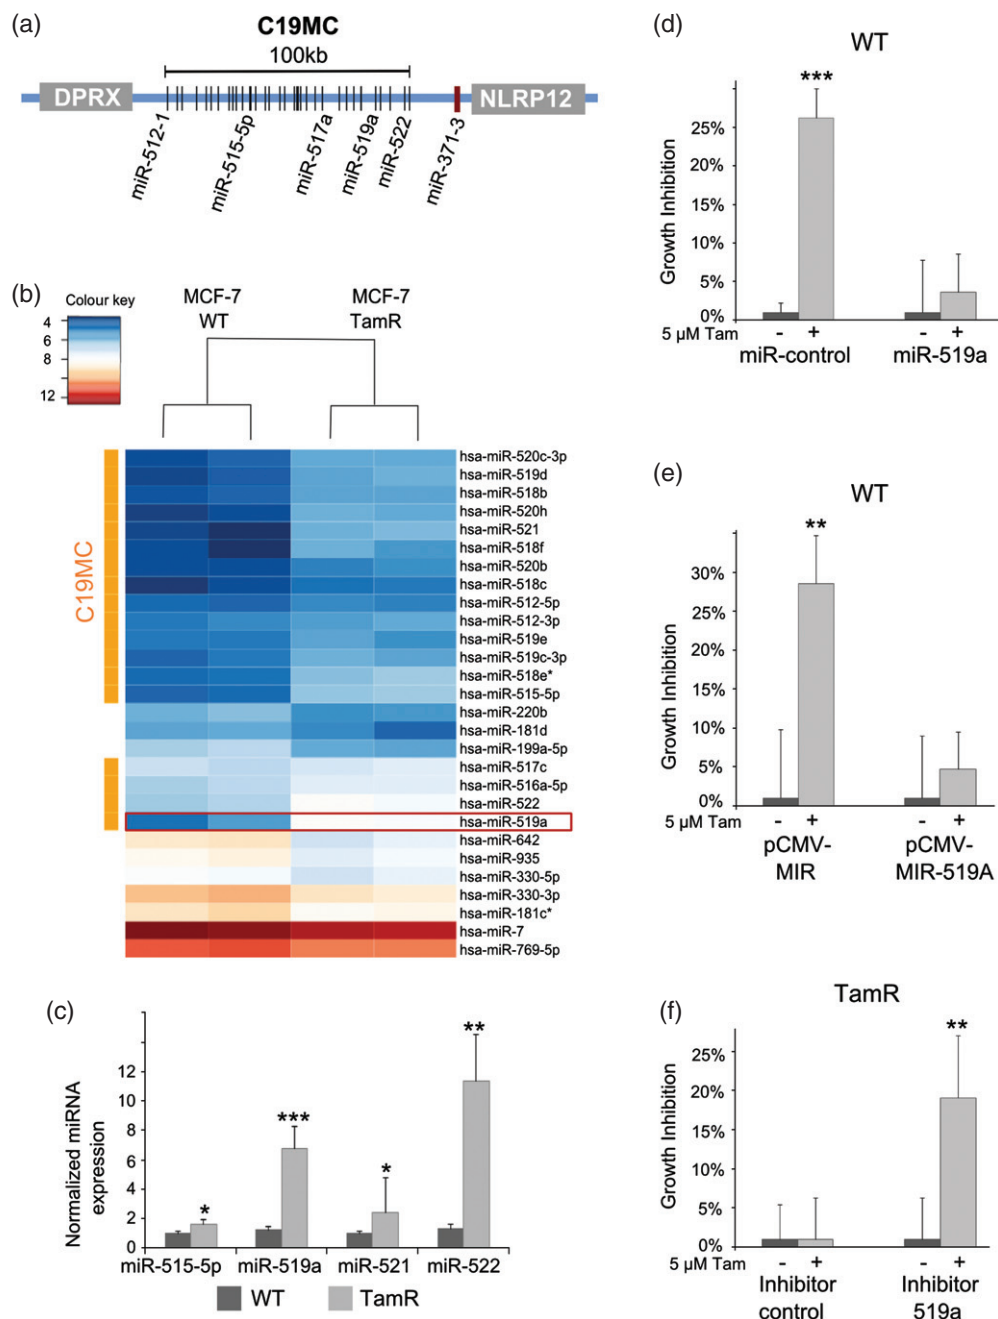 (a)
C19MC
100kb
DPRX
NLRP12
miR-512-1
miR-515-5p
miR-517a
miR-519a
miR-522
miR-371-3
(b)
Colour key
4
6
8
12
MCF-7
WT
MCF-7
TamR
C19MC
hsa-miR-520c-3p
hsa-miR-519d
hsa-miR-518b
hsa-miR-520h
hsa-miR-521
hsa-miR-518f
hsa-miR-520b
hsa-miR-518c
hsa-miR-512-5p
hsa-miR-512-3p
hsa-miR-519e
hsa-miR-519c-3p
hsa-miR-518e*
hsa-miR-515-5p
hsa-miR-220b
hsa-miR-181d
hsa-miR-199a-5p
hsa-miR-517c
hsa-miR-516a-5p
hsa-miR-522
hsa-miR-519a
hsa-miR-642
hsa-miR-935
hsa-miR-330-5p
hsa-miR-330-3p
hsa-miR-181c*
hsa-miR-7
hsa-miR-769-5p
(c)
Normalized miRNA
expression
12
10
8
6
4
2
0
*
***
*
**
miR-515-5p
miR-519a
miR-521
miR-522
WT
TamR
(d)
WT
Growth Inhibition
25%
20%
15%
10%
5%
0%
***
5 µM Tam - + - +
miR-control
miR-519a
(e)
WT
Growth Inhibition
30%
25%
20%
15%
10%
5%
0%
**
5 µM Tam - + - +
pCMV-
MIR
pCMV-
MIR-519A
(f)
TamR
Growth Inhibition
25%
20%
15%
10%
5%
0%
**
5 µM Tam - + - +
Inhibitor
control
Inhibitor
519a